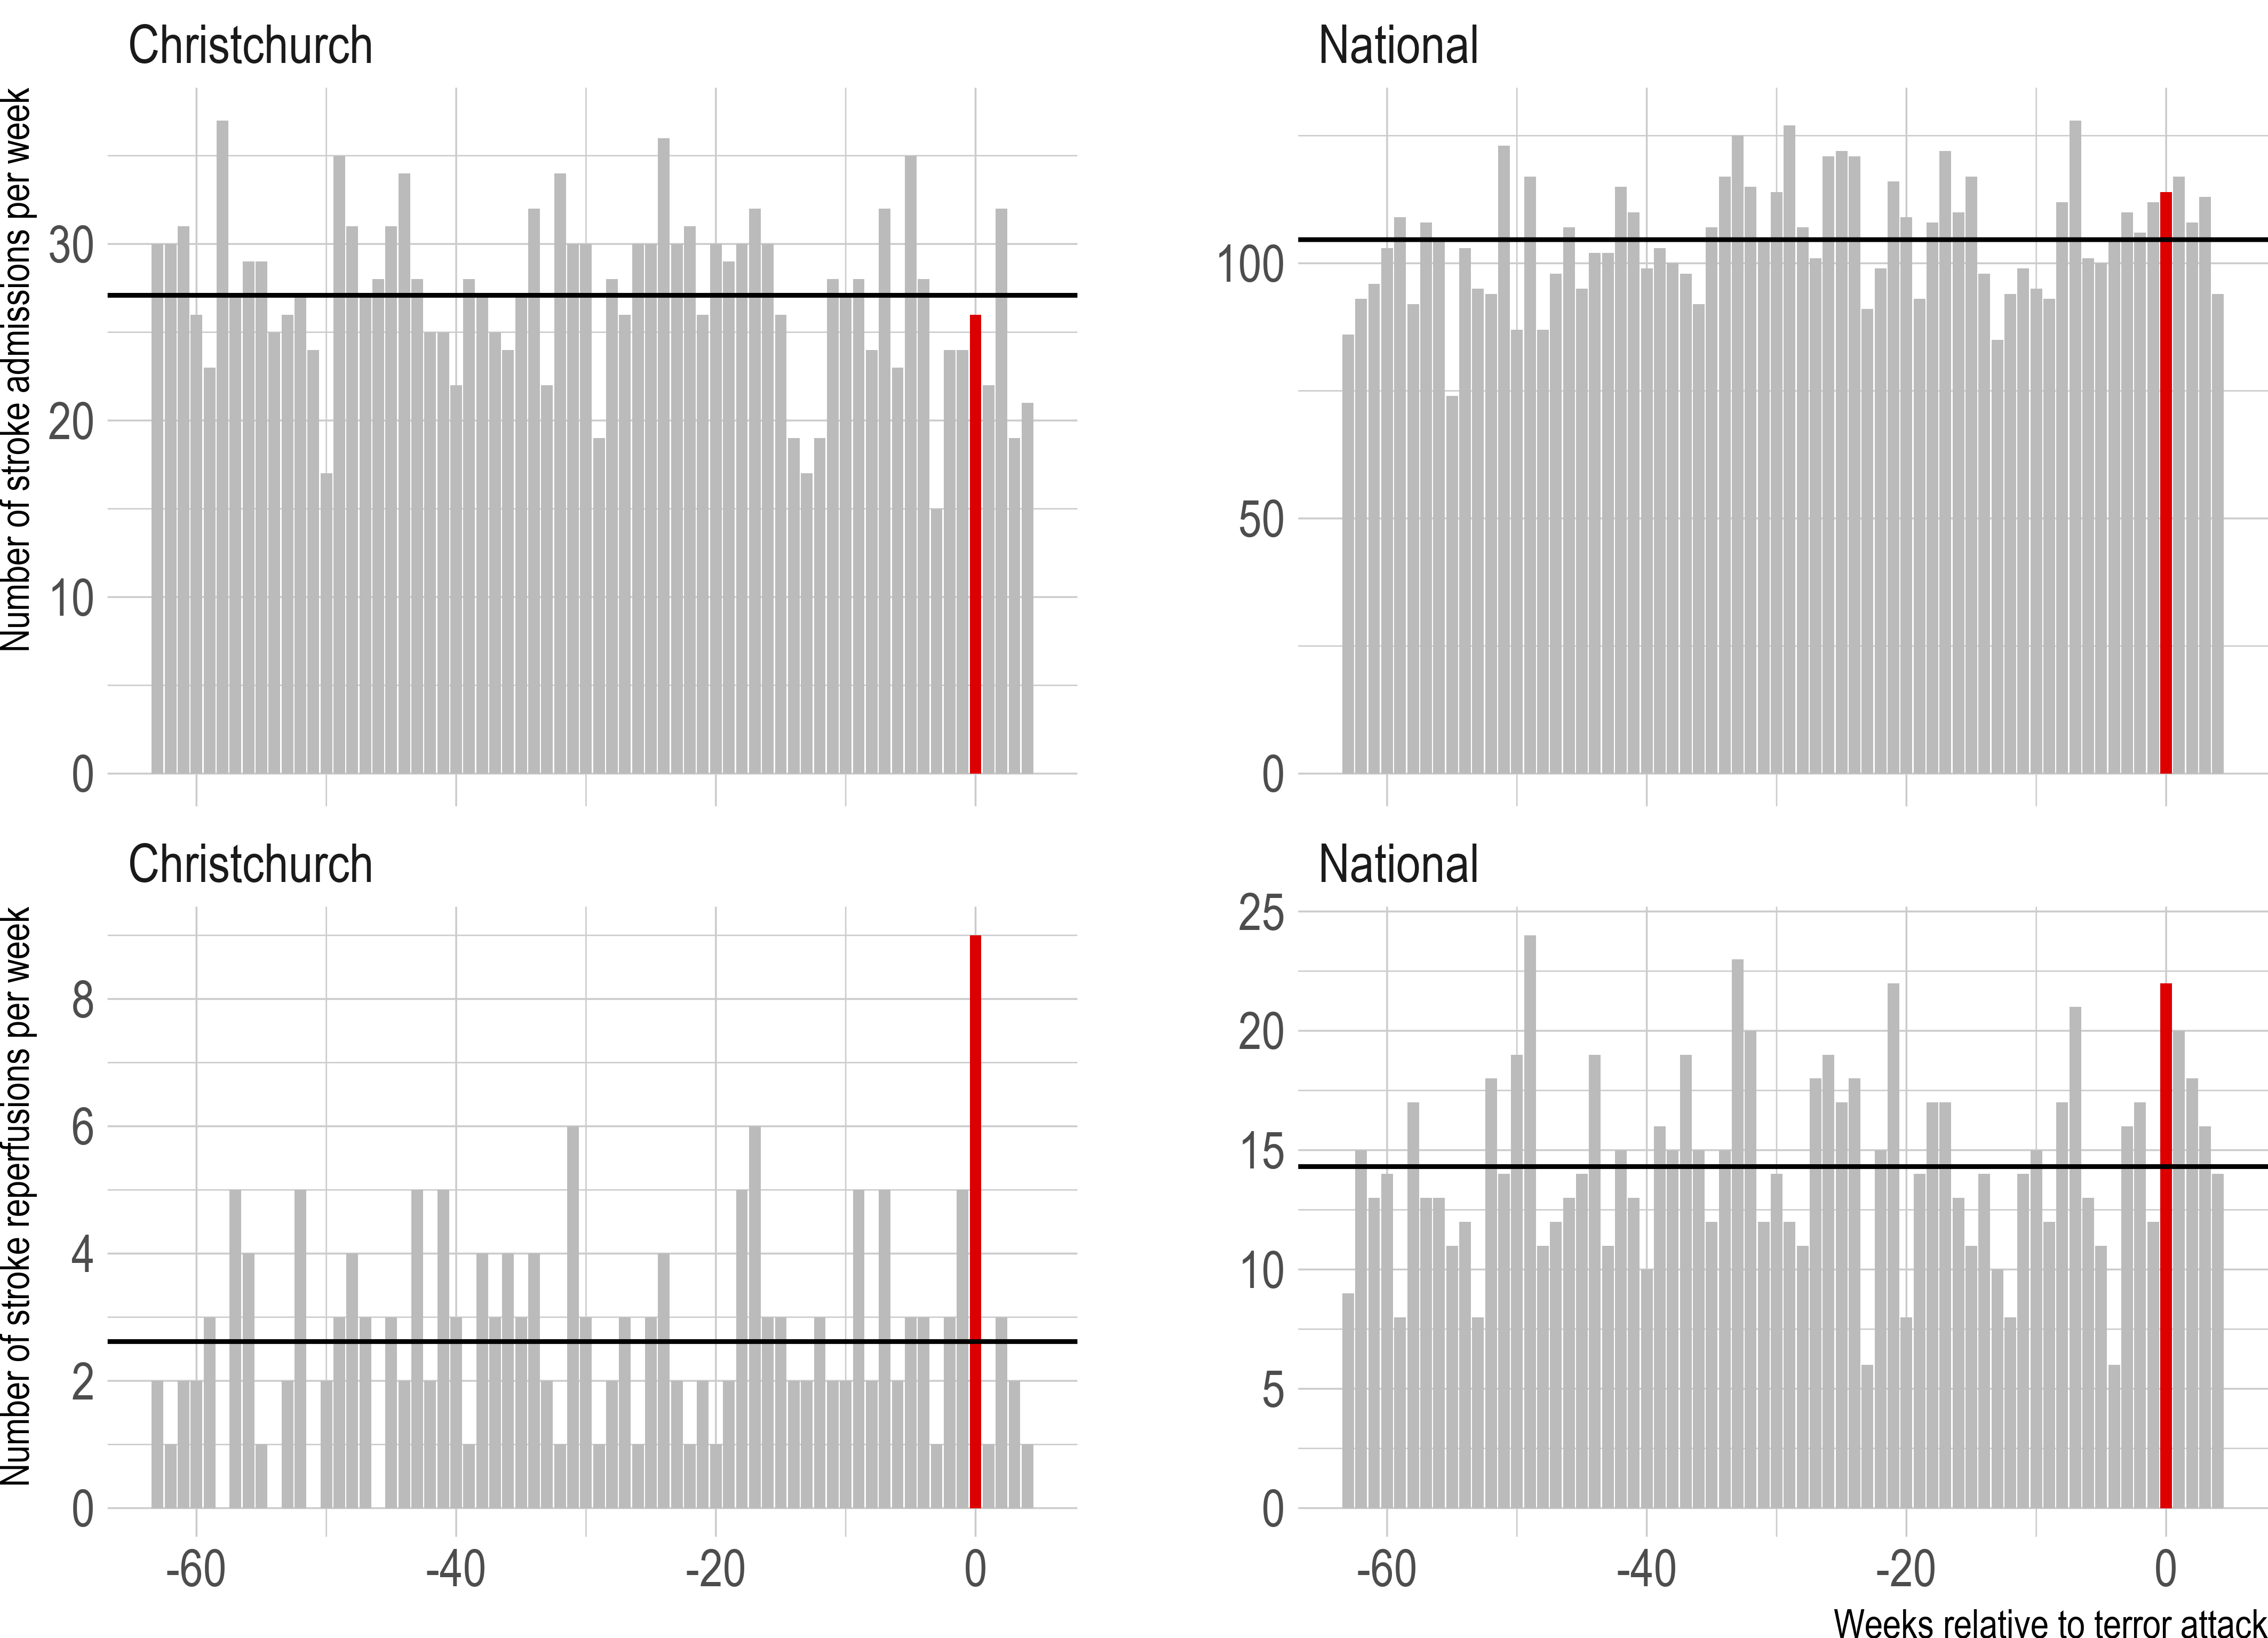 Christchurch
National
Number of stroke admissions per week
30
20
10
0
100
50
0
Christchurch
National
Number of stroke reperfusions per week
8
6
4
2
0
25
20
15
10
5
0
-60 -40 -20 0
-60 -40 -20 0
Weeks relative to terror attack